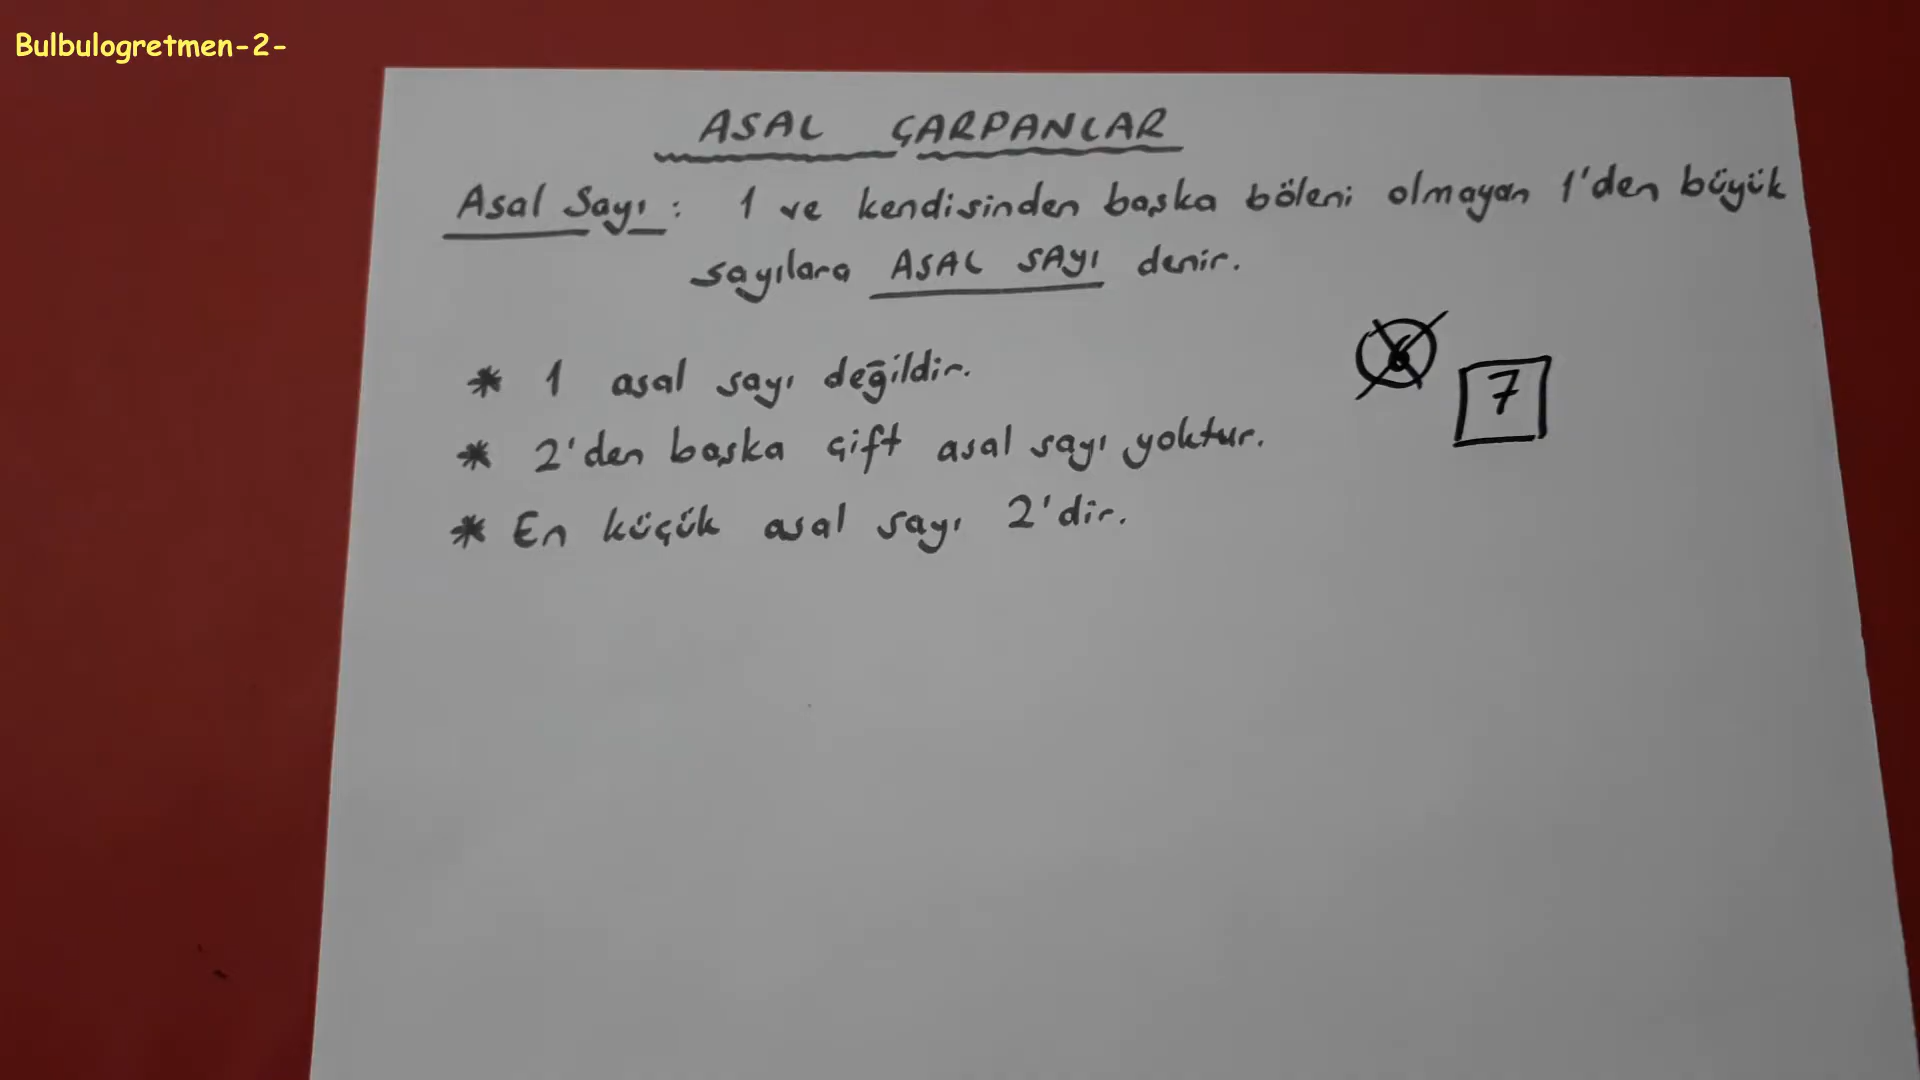 Bulbulogretmen-2-
ASAL ÇARPANLAR
Asal Sayı : 1 ve kendisinden başka böleni olmayan 1'den büyük
sayılara ASAL SAYI denir.
* 1 asal sayı değildir.
* 2'den başka çift asal sayı yoktur.
* En küçük asal sayı 2'dir.
6
7